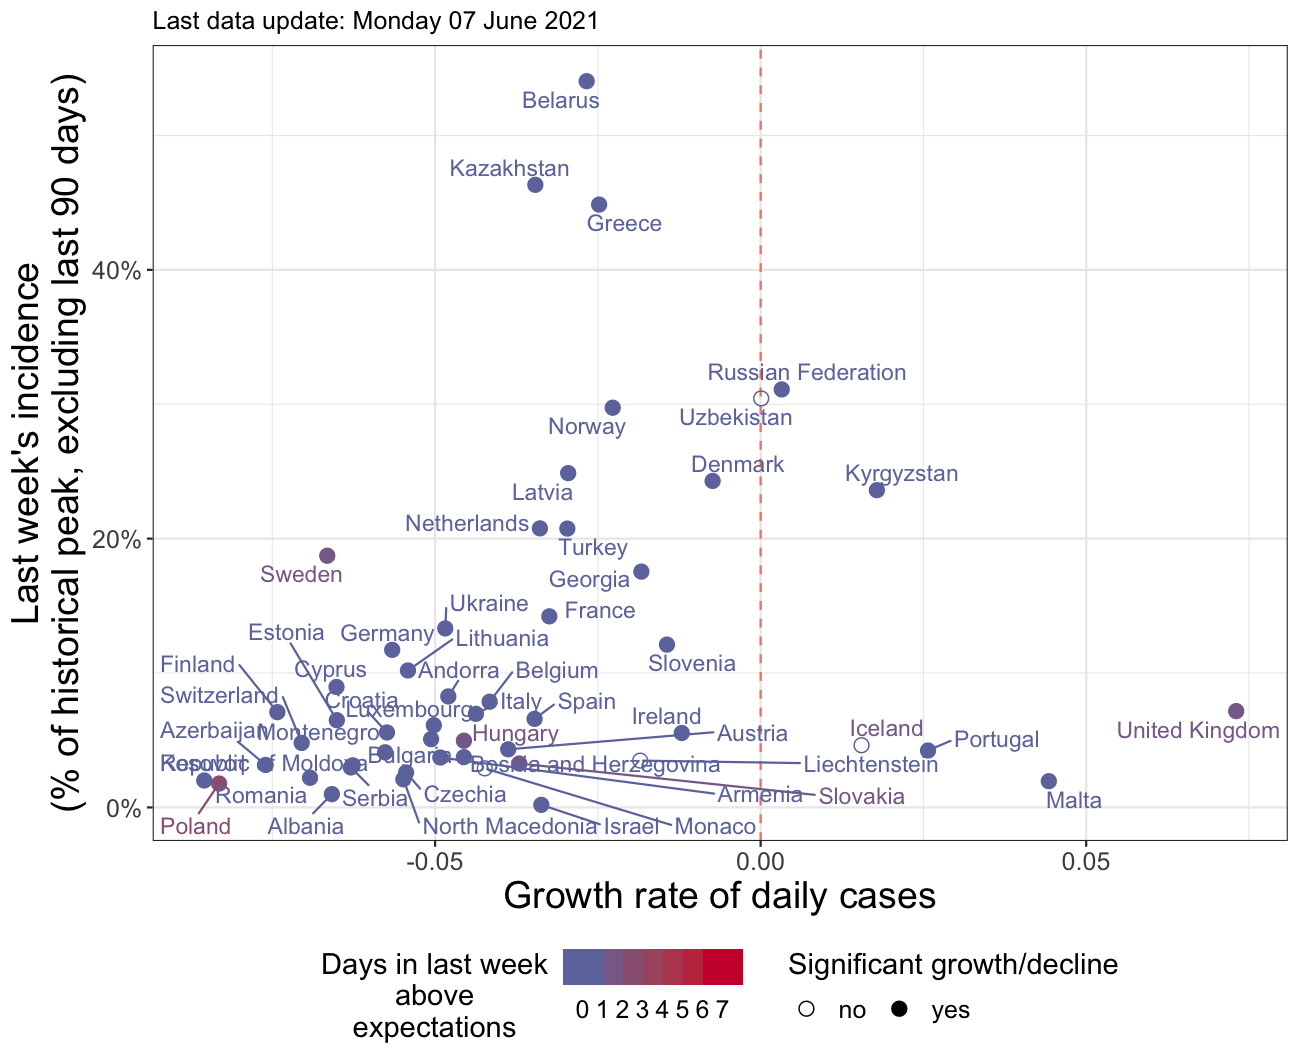 Last data update: Monday 07 June 2021
Last week's incidence
(% of historical peak, excluding last 90 days)
40%
20%
0%
Belarus
Kazakhstan
Greece
Russian Federation
Uzbekistan
Norway
Denmark
Kyrgyzstan
Latvia
Netherlands
Turkey
Sweden
Georgia
Ukraine
France
Estonia
Germany
Lithuania
Slovenia
Finland
Cyprus
Andorra
Belgium
Switzerland
Croatia
Luxembourg
Italy
Spain
Ireland
Iceland
United Kingdom
Azerbaijan
Montenegro
Hungary
Austria
Portugal
Kosovo
Republic of Moldova
Bulgaria
Bosnia and Herzegovina
Liechtenstein
Romania
Serbia
Czechia
Armenia
Slovakia
Malta
Poland
Albania
North Macedonia
Israel
Monaco
-0.05
0.00
0.05
Growth rate of daily cases
Days in last week
above
expectations
0 1 2 3 4 5 6 7
Significant growth/decline
no
yes